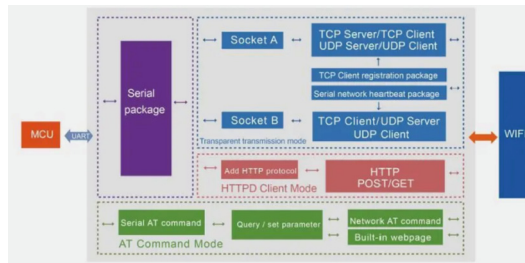 Socket A
TCP Server/TCP Client
UDP Server/UDP Client
TCP Client registration package
Serial
package
Serial network heartbeat package
MCU
UART
Socket B
TCP Client/UDP Server
UDP Client
WIFI
Transparent transmission mode
Add HTTP protocol
HTTP
POST/GET
HTTPD Client Mode
Serial AT command
Query / set parameter
Network AT command
Built-in webpage
AT Command Mode